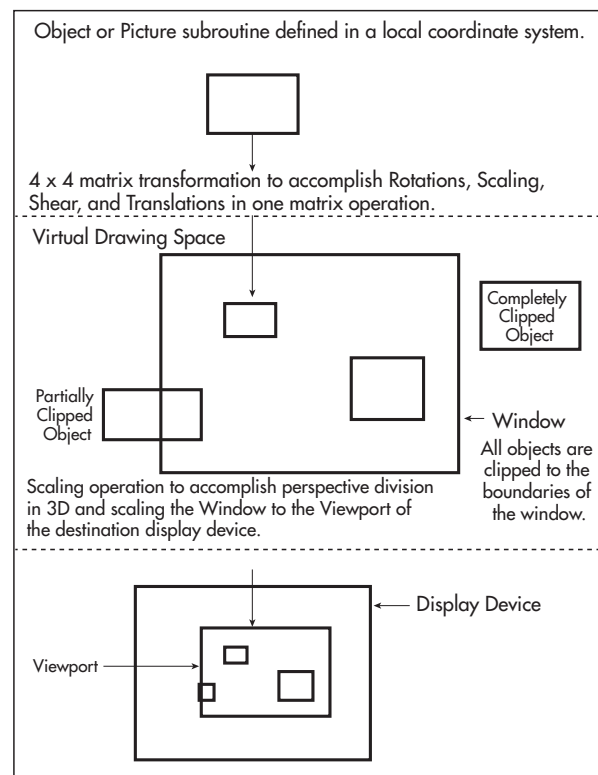 Object or Picture subroutine defined in a local coordinate system.
4 x 4 matrix transformation to accomplish Rotations, Scaling,
Shear, and Translations in one matrix operation.
Virtual Drawing Space
Completely
Clipped
Object
Partially
Clipped
Object
Window
All objects are
clipped to the
boundaries of
the window.
Scaling operation to accomplish perspective division
in 3D and scaling the Window to the Viewport of
the destination display device.
Display Device
Viewport